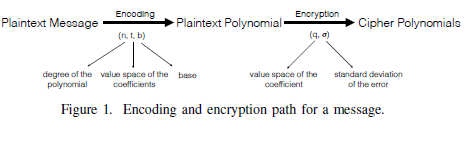 Plaintext Message Encoding Plaintext Polynomial Encryption Cipher Polynomials
(n, t, b) (q, σ)
degree of the polynomial value space of the coefficients base value space of the coefficient standard deviation of the error
Figure 1. Encoding and encryption path for a message.